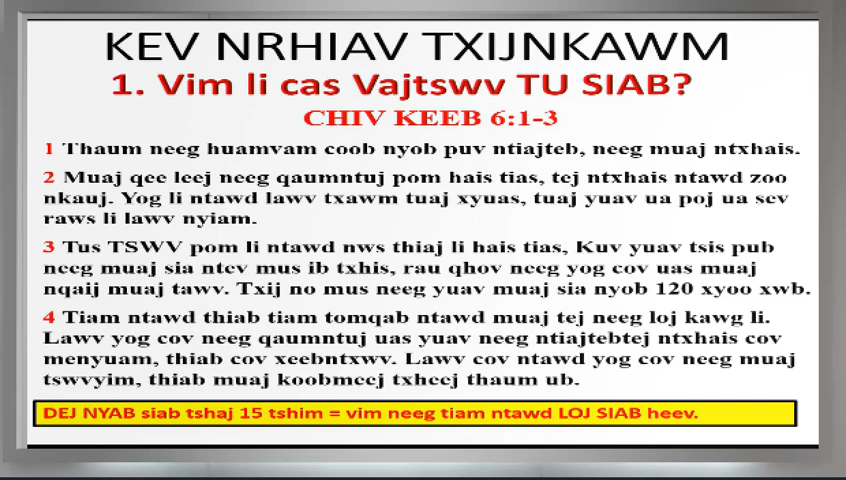 KEV NRHIAV TXIJNKAWM
1. Vim li cas Vajtswv TU SIAB?
CHIV KEEB 6:1-3
1 Thaum neeg huamvam coob nyob puv ntiajteb, neeg muaj ntxhais.
2 Muaj qee leej neeg qaumntuj pom hais tias, tej ntxhais ntawd zoo
nkauj. Yog li ntawd lawv txawm tuaj xyuas, tuaj yuav ua poj ua sev
raws li lawv nyiam.
3 Tus TSWV pom li ntawd nws thiaj li hais tias, Kuv yuav tsis pub
neeg muaj sia ntev mus ib txhis, rau qhov neeg yog cov uas muaj
nqaij muaj tawv. Txij no mus neeg yuav muaj sia nyob 120 xyoo xwb.
4 Tiam ntawd thiab tiam tomqab ntawd muaj tej neeg loj kawg li.
Lawv yog cov neeg qaumntuj uas yuav neeg ntiajtebtej ntxhais cov
menyuam, thiab cov xeebntxwv. Lawv cov ntawd yog cov neeg muaj
tswvyim, thiab muaj koobmeej txheej thaum ub.
DEJ NYAB siab tshaj 15 tshim = vim neeg tiam ntawd LOJ SIAB heev.